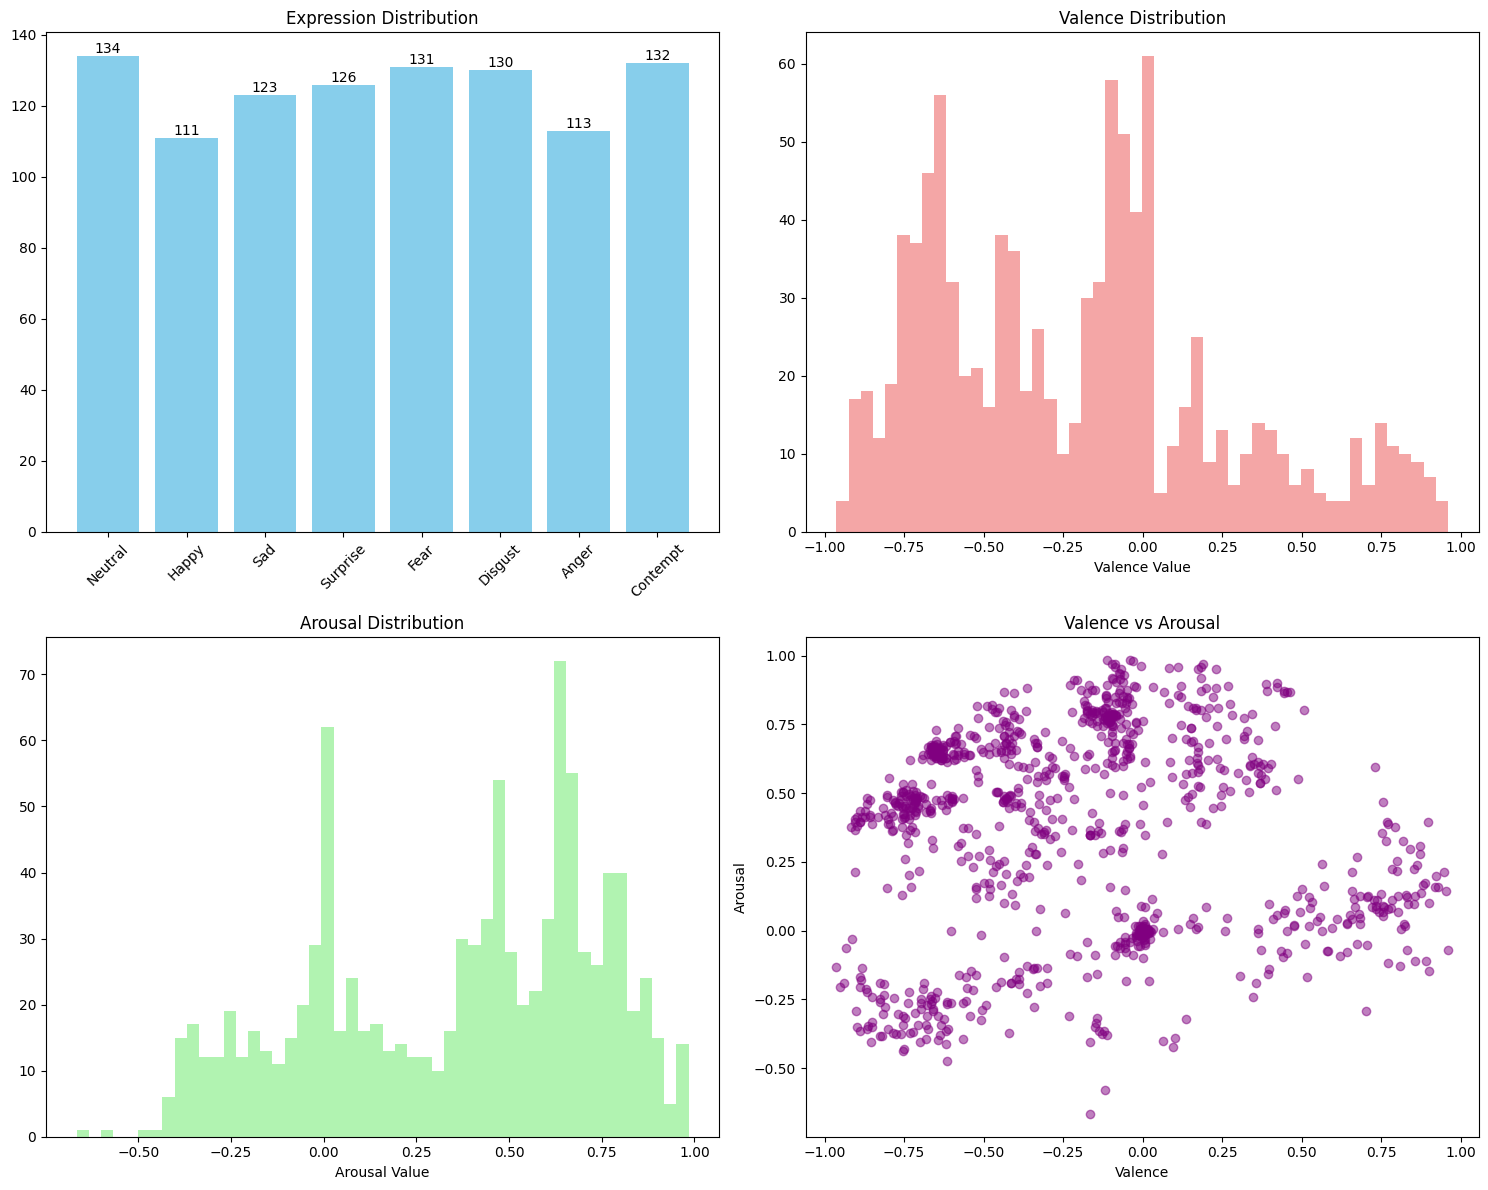 Expression Distribution
140
120
100
80
60
40
20
0
134
111
123
126
131
130
113
132
Neutral
Happy
Sad
Surprise
Fear
Disgust
Anger
Contempt
Valence Distribution
60
50
40
30
20
10
0
−1.00 −0.75 −0.50 −0.25 0.00 0.25 0.50 0.75 1.00
Valence Value
Arousal Distribution
70
60
50
40
30
20
10
0
−0.50 −0.25 0.00 0.25 0.50 0.75 1.00
Arousal Value
Valence vs Arousal
Arousal
1.00
0.75
0.50
0.25
0.00
−0.25
−0.50
−1.00 −0.75 −0.50 −0.25 0.00 0.25 0.50 0.75 1.00
Valence